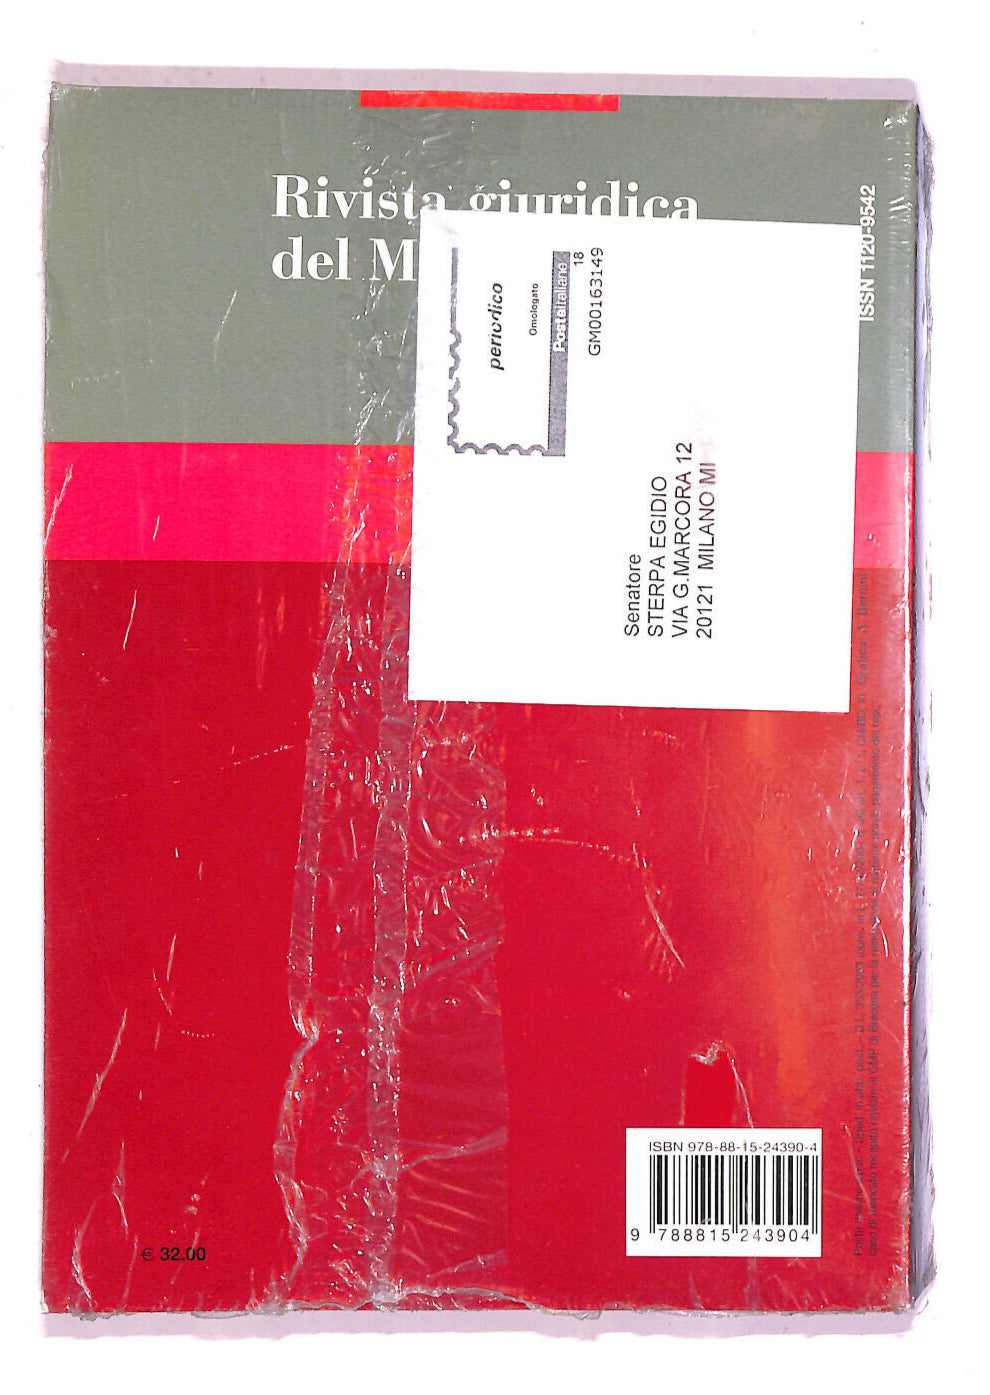 Rivista giuridica
del M
ISSN 1120-9542
periodico
Omologato
Posteitaliane
18
GM00163149
Senatore
STERPA EGIDIO
VIA G.MARCORA 12
20121 MILANO MI
ISBN 978-88-15-24390-4
9 788815 243904
€ 32.00